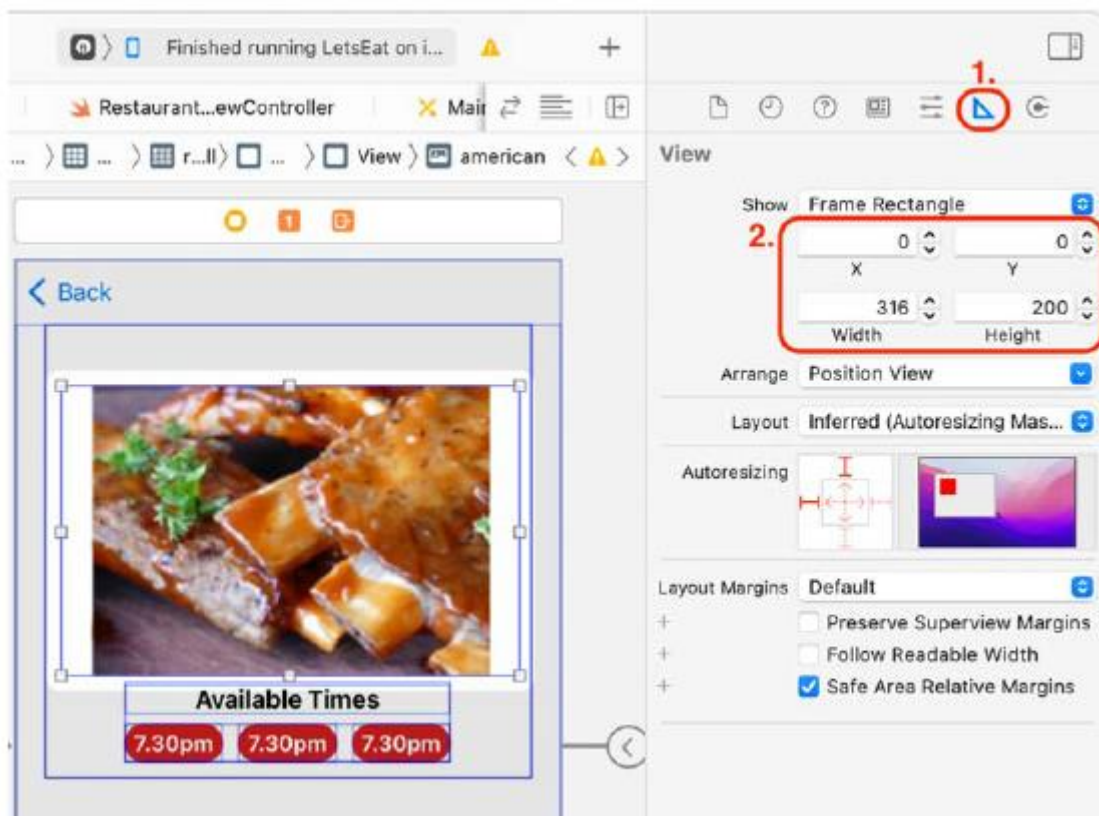 Finished running LetsEat on i...
1.
Restaurant...ewController
Mai
... r...ll ... View american
View
Show Frame Rectangle
2.
0 0
X Y
316 200
Width Height
Back
Arrange Position View
Layout Inferred (Autoresizing Mas...
Autoresizing
Layout Margins Default
Preserve Superview Margins
Follow Readable Width
Safe Area Relative Margins
Available Times
7.30pm 7.30pm 7.30pm